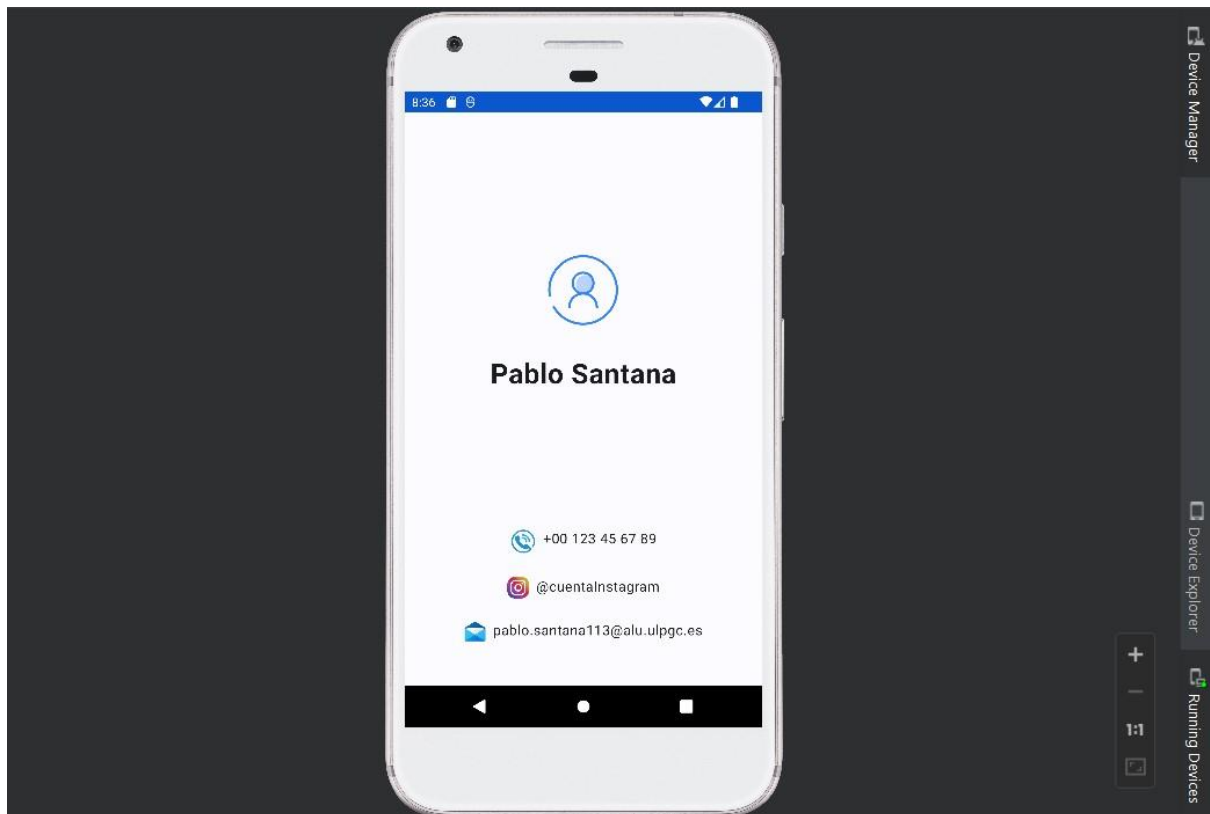 8:36
Pablo Santana
+00 123 45 67 89
@cuentaInstagram
pablo.santana113@alu.ulpgc.es
Device Manager
Device Explorer
1:1
Running Devices